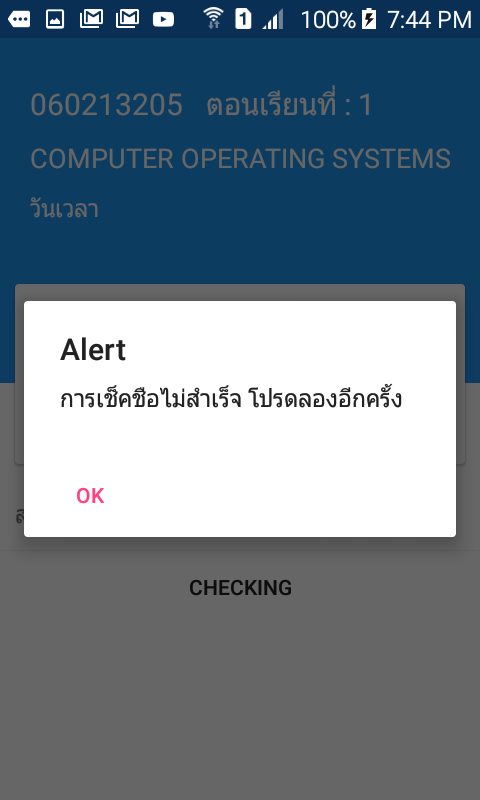 100% 7:44 PM
060213205 ตอนเรียนที่ : 1
COMPUTER OPERATING SYSTEMS
วันเวลา
Alert
การเช็คชือไม่สำเร็จ โปรดลองอีกครั้ง
OK
CHECKING